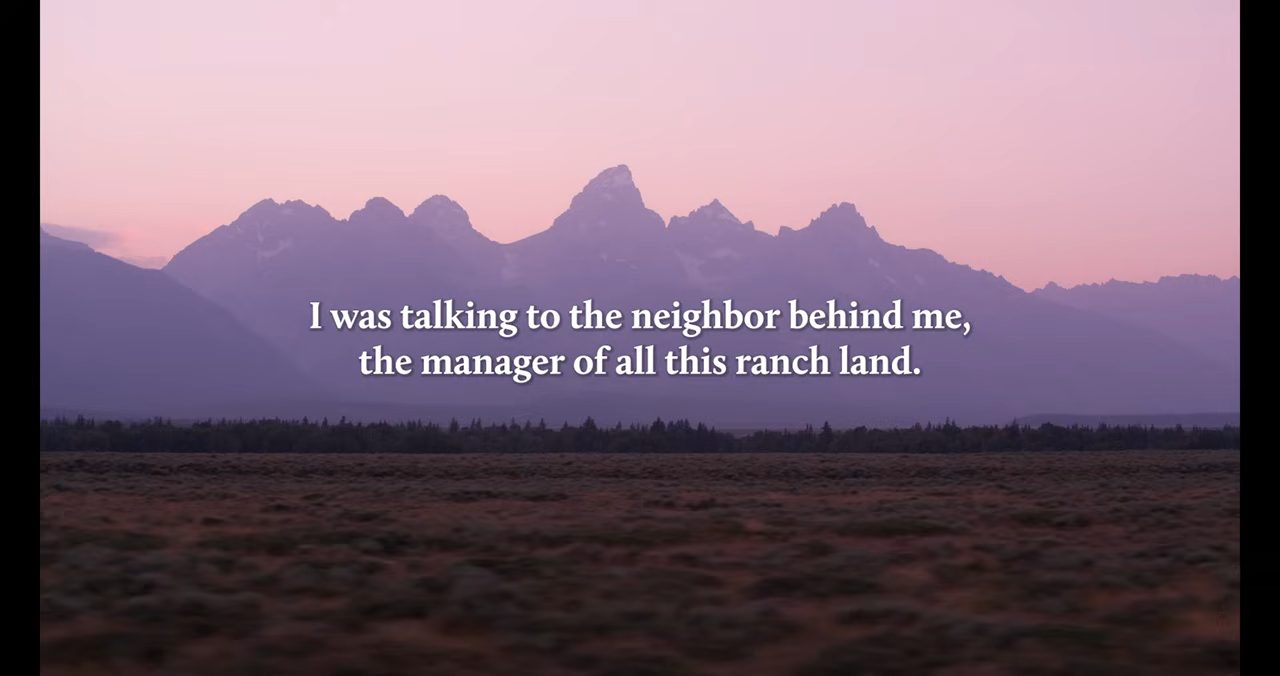 I was talking to the neighbor behind me,
the manager of all this ranch land.